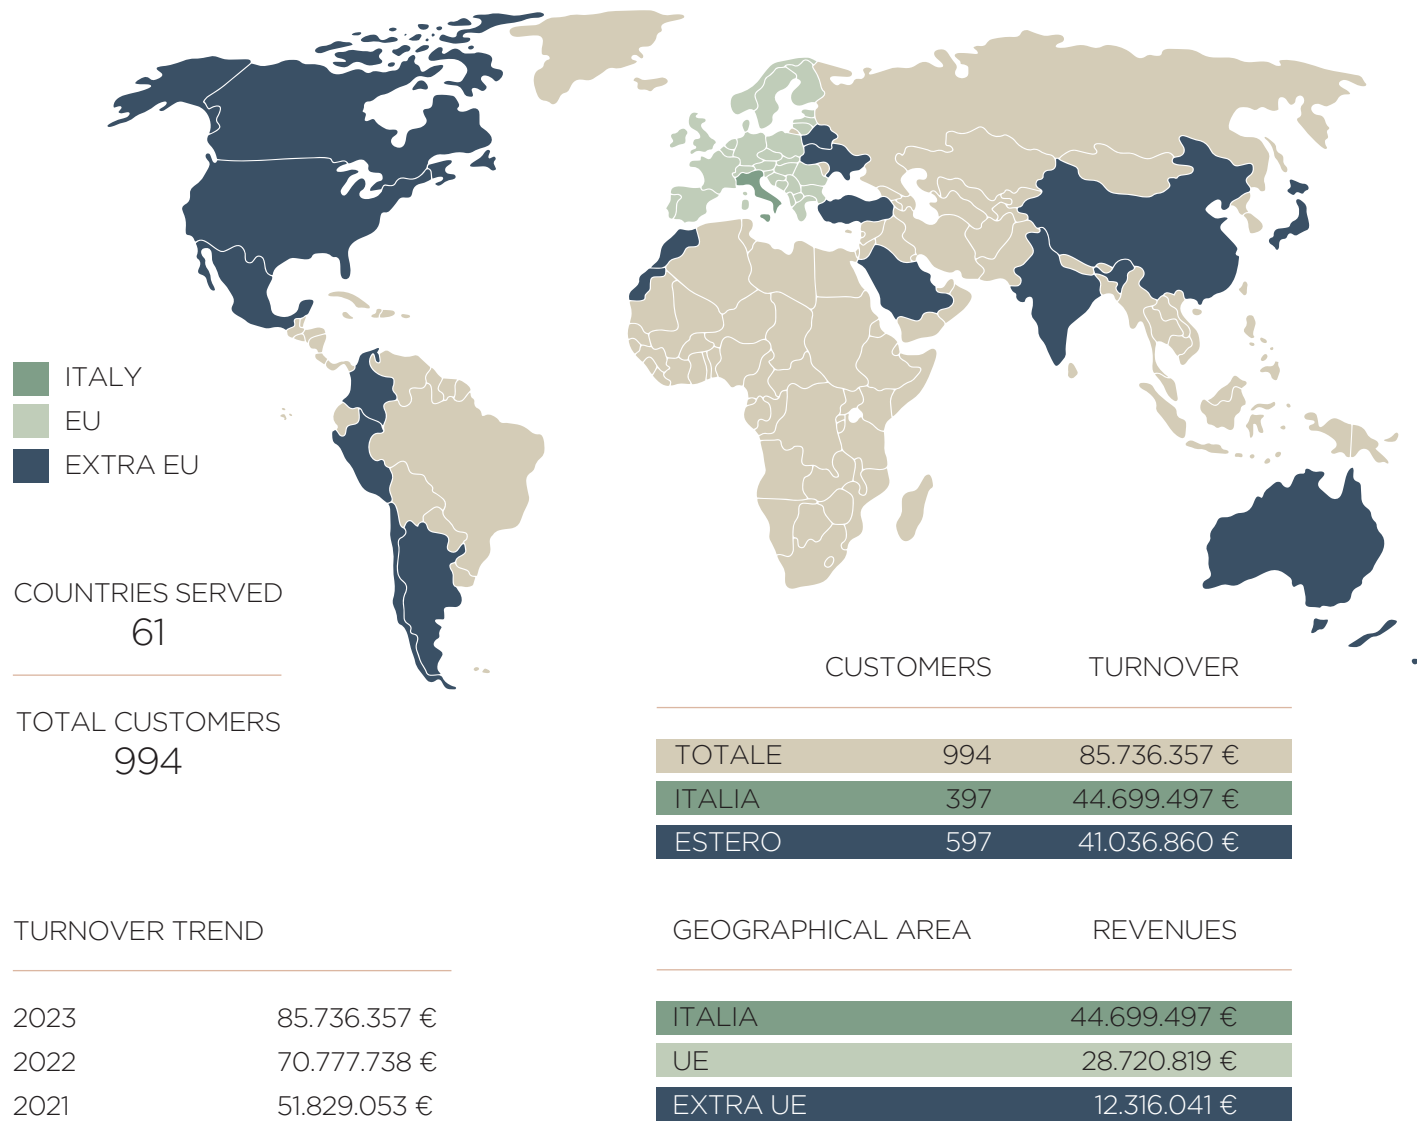 ITALY
EU
EXTRA EU
COUNTRIES SERVED
61
TOTAL CUSTOMERS
994
CUSTOMERS TURNOVER
TOTALE 994 85.736.357 €
ITALIA 397 44.699.497 €
ESTERO 597 41.036.860 €
TURNOVER TREND
2023 85.736.357 €
2022 70.777.738 €
2021 51.829.053 €
GEOGRAPHICAL AREA REVENUES
ITALIA 44.699.497 €
UE 28.720.819 €
EXTRA UE 12.316.041 €